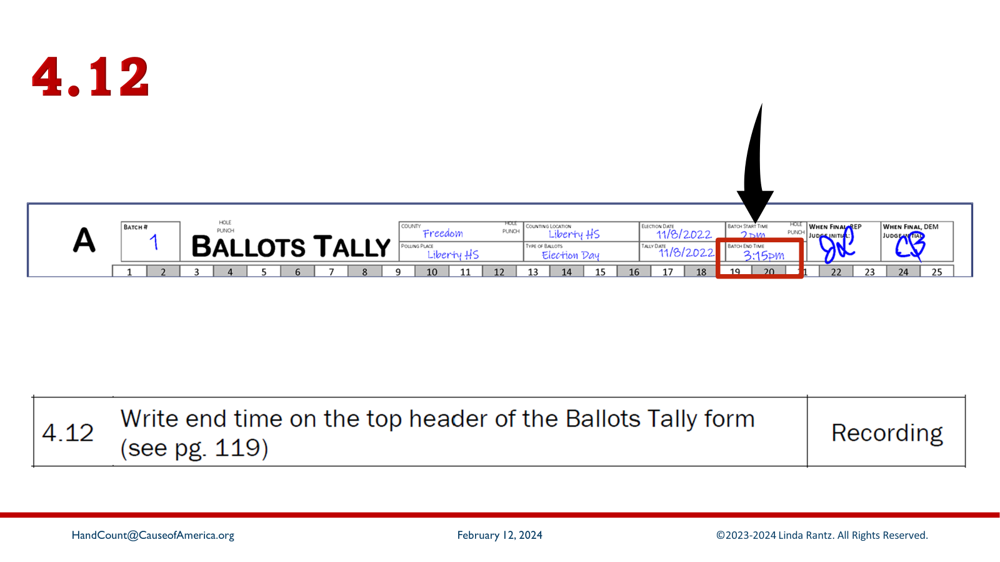 4.12
A
BATCH #
1
HOLE
PUNCH
BALLOTS TALLY
COUNTY
Freedom
HOLE
PUNCH
POLLING PLACE
Liberty HS
COUNTING LOCATION
Liberty HS
TYPE OF BALLOTS
Election Day
ELECTION DATE
11/8/2022
TALLY DATE
11/8/2022
BATCH START TIME
2pm
HOLE
PUNCH
BATCH END TIME
3:15pm
WHEN FINAL, REP
JUDGE INITIAL:
WHEN FINAL, DEM
JUDGE INITIAL
CB
1 2 3 4 5 6 7 8 9 10 11 12 13 14 15 16 17 18 19 20 21 22 23 24 25
4.12
Write end time on the top header of the Ballots Tally form
(see pg. 119)
Recording
HandCount@CauseofAmerica.org
February 12, 2024
©2023-2024 Linda Rantz. All Rights Reserved.